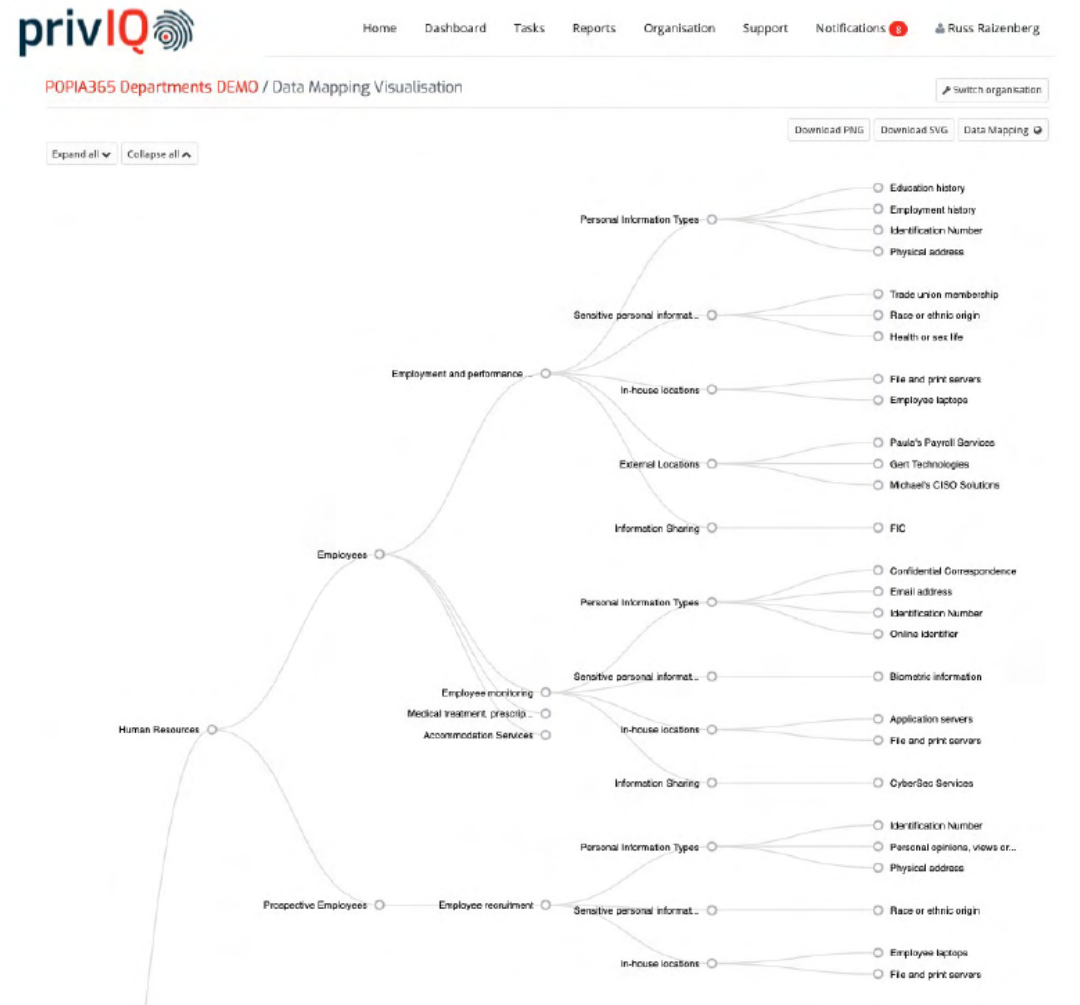 privIQ
Home Dashboard Tasks Reports Organisation Support Notifications 8 Russ Raizenberg
POPIA365 Departments DEMO / Data Mapping Visualisation
Switch organisation
Download PNG Download SVG Data Mapping
Expand all Collapse all
Education history
Personal Information Types
Employment history
Identification Number
Physical address
Trade union membership
Sensitive personal informat...
Race or ethnic origin
Health or sex life
Employment and performance ...
File and print servers
In-house locations
Employee laptops
Paula's Payroll Services
External Locations
Gert Technologies
Michael's CISO Solutions
Information Sharing
FIC
Employees
Confidential Correspondence
Email address
Personal Information Types
Identification Number
Online identifier
Sensitive personal informat...
Biometric information
Employee monitoring
Medical treatment, prescrip...
Application servers
Human Resources
In-house locations
Accommodation Services
File and print servers
Information Sharing
CyberSec Services
Identification Number
Personal Information Types
Personal opinions, views or...
Physical address
Prospective Employees
Employee recruitment
Sensitive personal informat...
Race or ethnic origin
Employee laptops
In-house locations
File and print servers